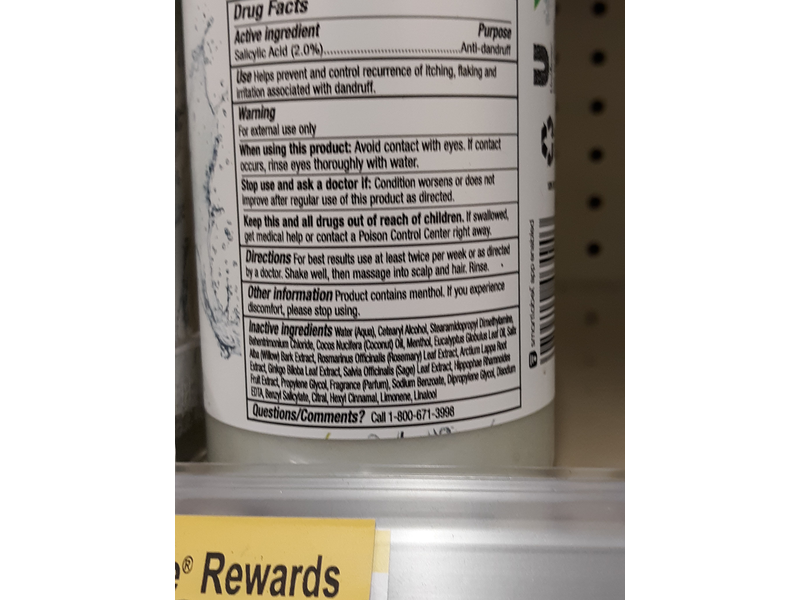 Drug Facts
Active ingredient Purpose
Salicylic Acid (2.0%)..........................................Anti-dandruff
Use Helps prevent and control recurrence of itching, flaking and
irritation associated with dandruff.
Warning
For external use only
When using this product: Avoid contact with eyes. If contact
occurs, rinse eyes thoroughly with water.
Stop use and ask a doctor if: Condition worsens or does not
improve after regular use of this product as directed.
Keep this and all drugs out of reach of children. If swallowed,
get medical help or contact a Poison Control Center right away.
Directions For best results use at least twice per week or as directed
by a doctor. Shake well, then massage into scalp and hair. Rinse.
Other information Product contains menthol. If you experience
discomfort, please stop using.
Inactive ingredients Water (Aqua), Cetearyl Alcohol, Stearamidopropyl Dimethylamine,
Behentrimonium Chloride, Cocos Nucifera (Coconut) Oil, Menthol, Eucalyptus Globulus Leaf Oil, Salix
Alba (Willow) Bark Extract, Rosmarinus Officinalis (Rosemary) Leaf Extract, Arctium Lappa Root
Extract, Ginkgo Biloba Leaf Extract, Salvia Officinalis (Sage) Leaf Extract, Hippophae Rhamnoides
Fruit Extract, Propylene Glycol, Fragrance (Parfum), Sodium Benzoate, Dipropylene Glycol, Disodium
EDTA, Benzyl Salicylate, Citral, Hexyl Cinnamal, Limonene, Linalool
Questions/Comments? Call 1-800-671-3998
U
smartlabel app enabled
e® Rewards